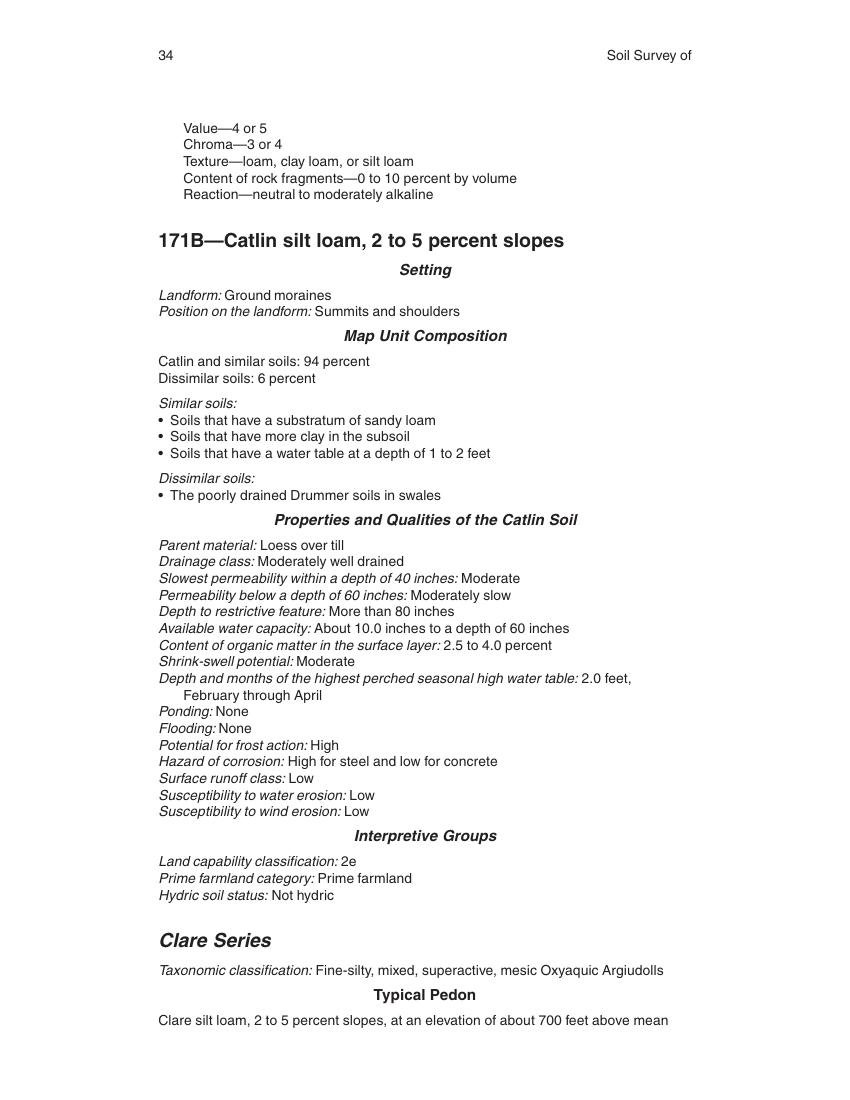 34
Soil Survey of
Value—4 or 5
Chroma—3 or 4
Texture—loam, clay loam, or silt loam
Content of rock fragments—0 to 10 percent by volume
Reaction—neutral to moderately alkaline
171B—Catlin silt loam, 2 to 5 percent slopes
Setting
Landform: Ground moraines
Position on the landform: Summits and shoulders
Map Unit Composition
Catlin and similar soils: 94 percent
Dissimilar soils: 6 percent
Similar soils:
• Soils that have a substratum of sandy loam
• Soils that have more clay in the subsoil
• Soils that have a water table at a depth of 1 to 2 feet
Dissimilar soils:
• The poorly drained Drummer soils in swales
Properties and Qualities of the Catlin Soil
Parent material: Loess over till
Drainage class: Moderately well drained
Slowest permeability within a depth of 40 inches: Moderate
Permeability below a depth of 60 inches: Moderately slow
Depth to restrictive feature: More than 80 inches
Available water capacity: About 10.0 inches to a depth of 60 inches
Content of organic matter in the surface layer: 2.5 to 4.0 percent
Shrink-swell potential: Moderate
Depth and months of the highest perched seasonal high water table: 2.0 feet,
February through April
Ponding: None
Flooding: None
Potential for frost action: High
Hazard of corrosion: High for steel and low for concrete
Surface runoff class: Low
Susceptibility to water erosion: Low
Susceptibility to wind erosion: Low
Interpretive Groups
Land capability classification: 2e
Prime farmland category: Prime farmland
Hydric soil status: Not hydric
Clare Series
Taxonomic classification: Fine-silty, mixed, superactive, mesic Oxyaquic Argiudolls
Typical Pedon
Clare silt loam, 2 to 5 percent slopes, at an elevation of about 700 feet above mean